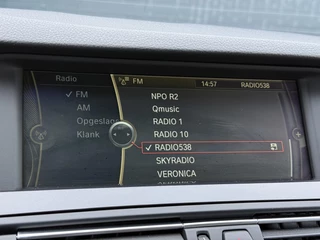 Radio
FM
14:57
RADIO538
✓ FM
AM
Opgeslag
Klank
NPO R2
Qmusic
RADIO 1
RADIO 10
✓ RADIO538
SKYRADIO
VERONICA